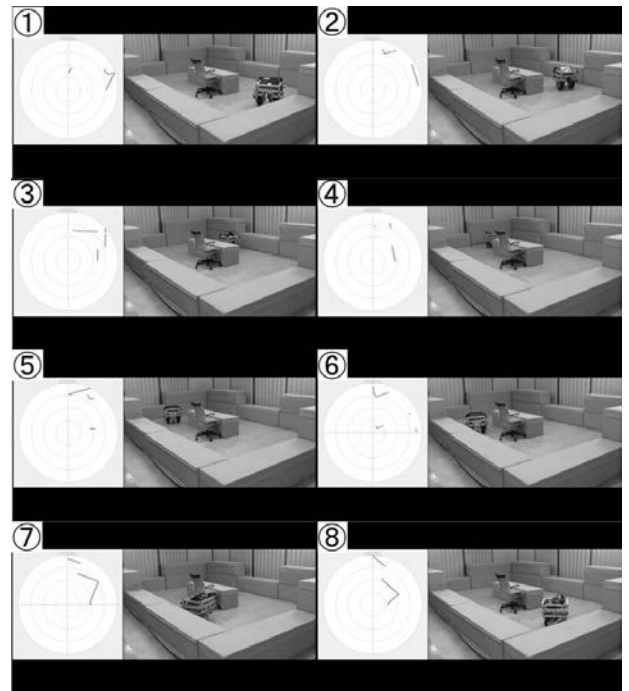 ① ②
③ ④
⑤ ⑥
⑦ ⑧